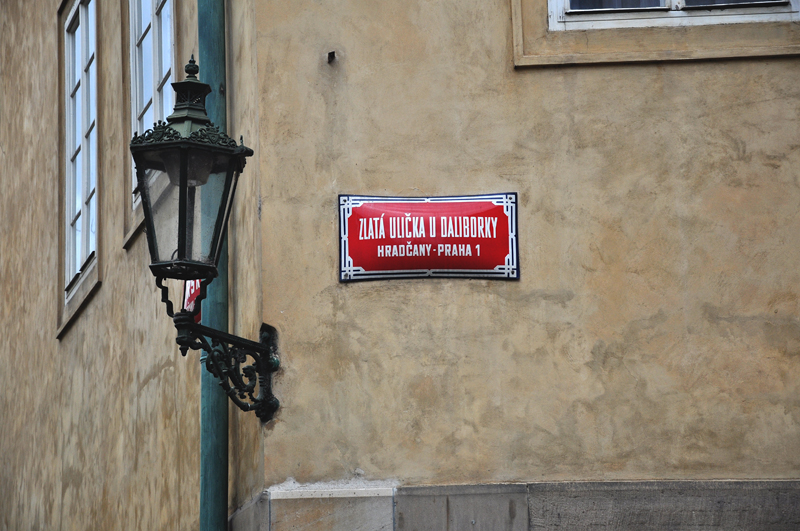 ZLATÁ ULIČKA U DALIBORKY
HRADČANY-PRAHA 1